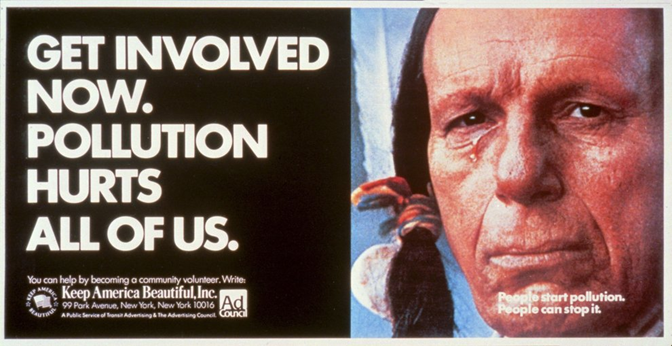 GET INVOLVED
NOW.
POLLUTION
HURTS
ALL OF US.
You can help by becoming a community volunteer. Write:
KEEP AMERICA BEAUTIFUL
Keep America Beautiful, Inc.
99 Park Avenue, New York, New York 10016
A Public Service of Transit Advertising & The Advertising Council.
Ad
Council
People start pollution.
People can stop it.